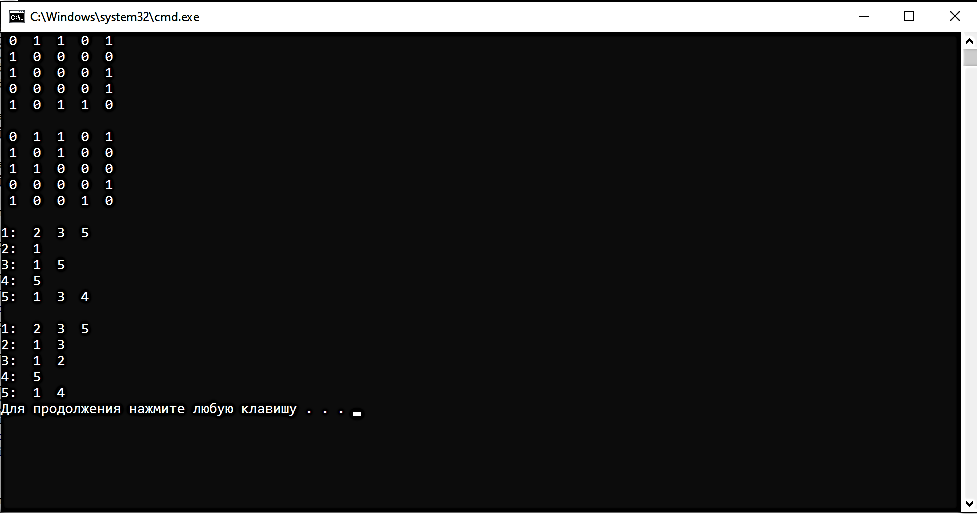 C:\Windows\system32\cmd.exe
0 1 1 0 1
1 0 0 0 0
1 0 0 0 1
0 0 0 0 1
1 0 1 1 0
0 1 1 0 1
1 0 1 0 0
1 1 0 0 0
0 0 0 0 1
1 0 0 1 0
1: 2 3 5
2: 1
3: 1 5
4: 5
5: 1 3 4
1: 2 3 5
2: 1 3
3: 1 2
4: 5
5: 1 4
Для продолжения нажмите любую клавишу . . .